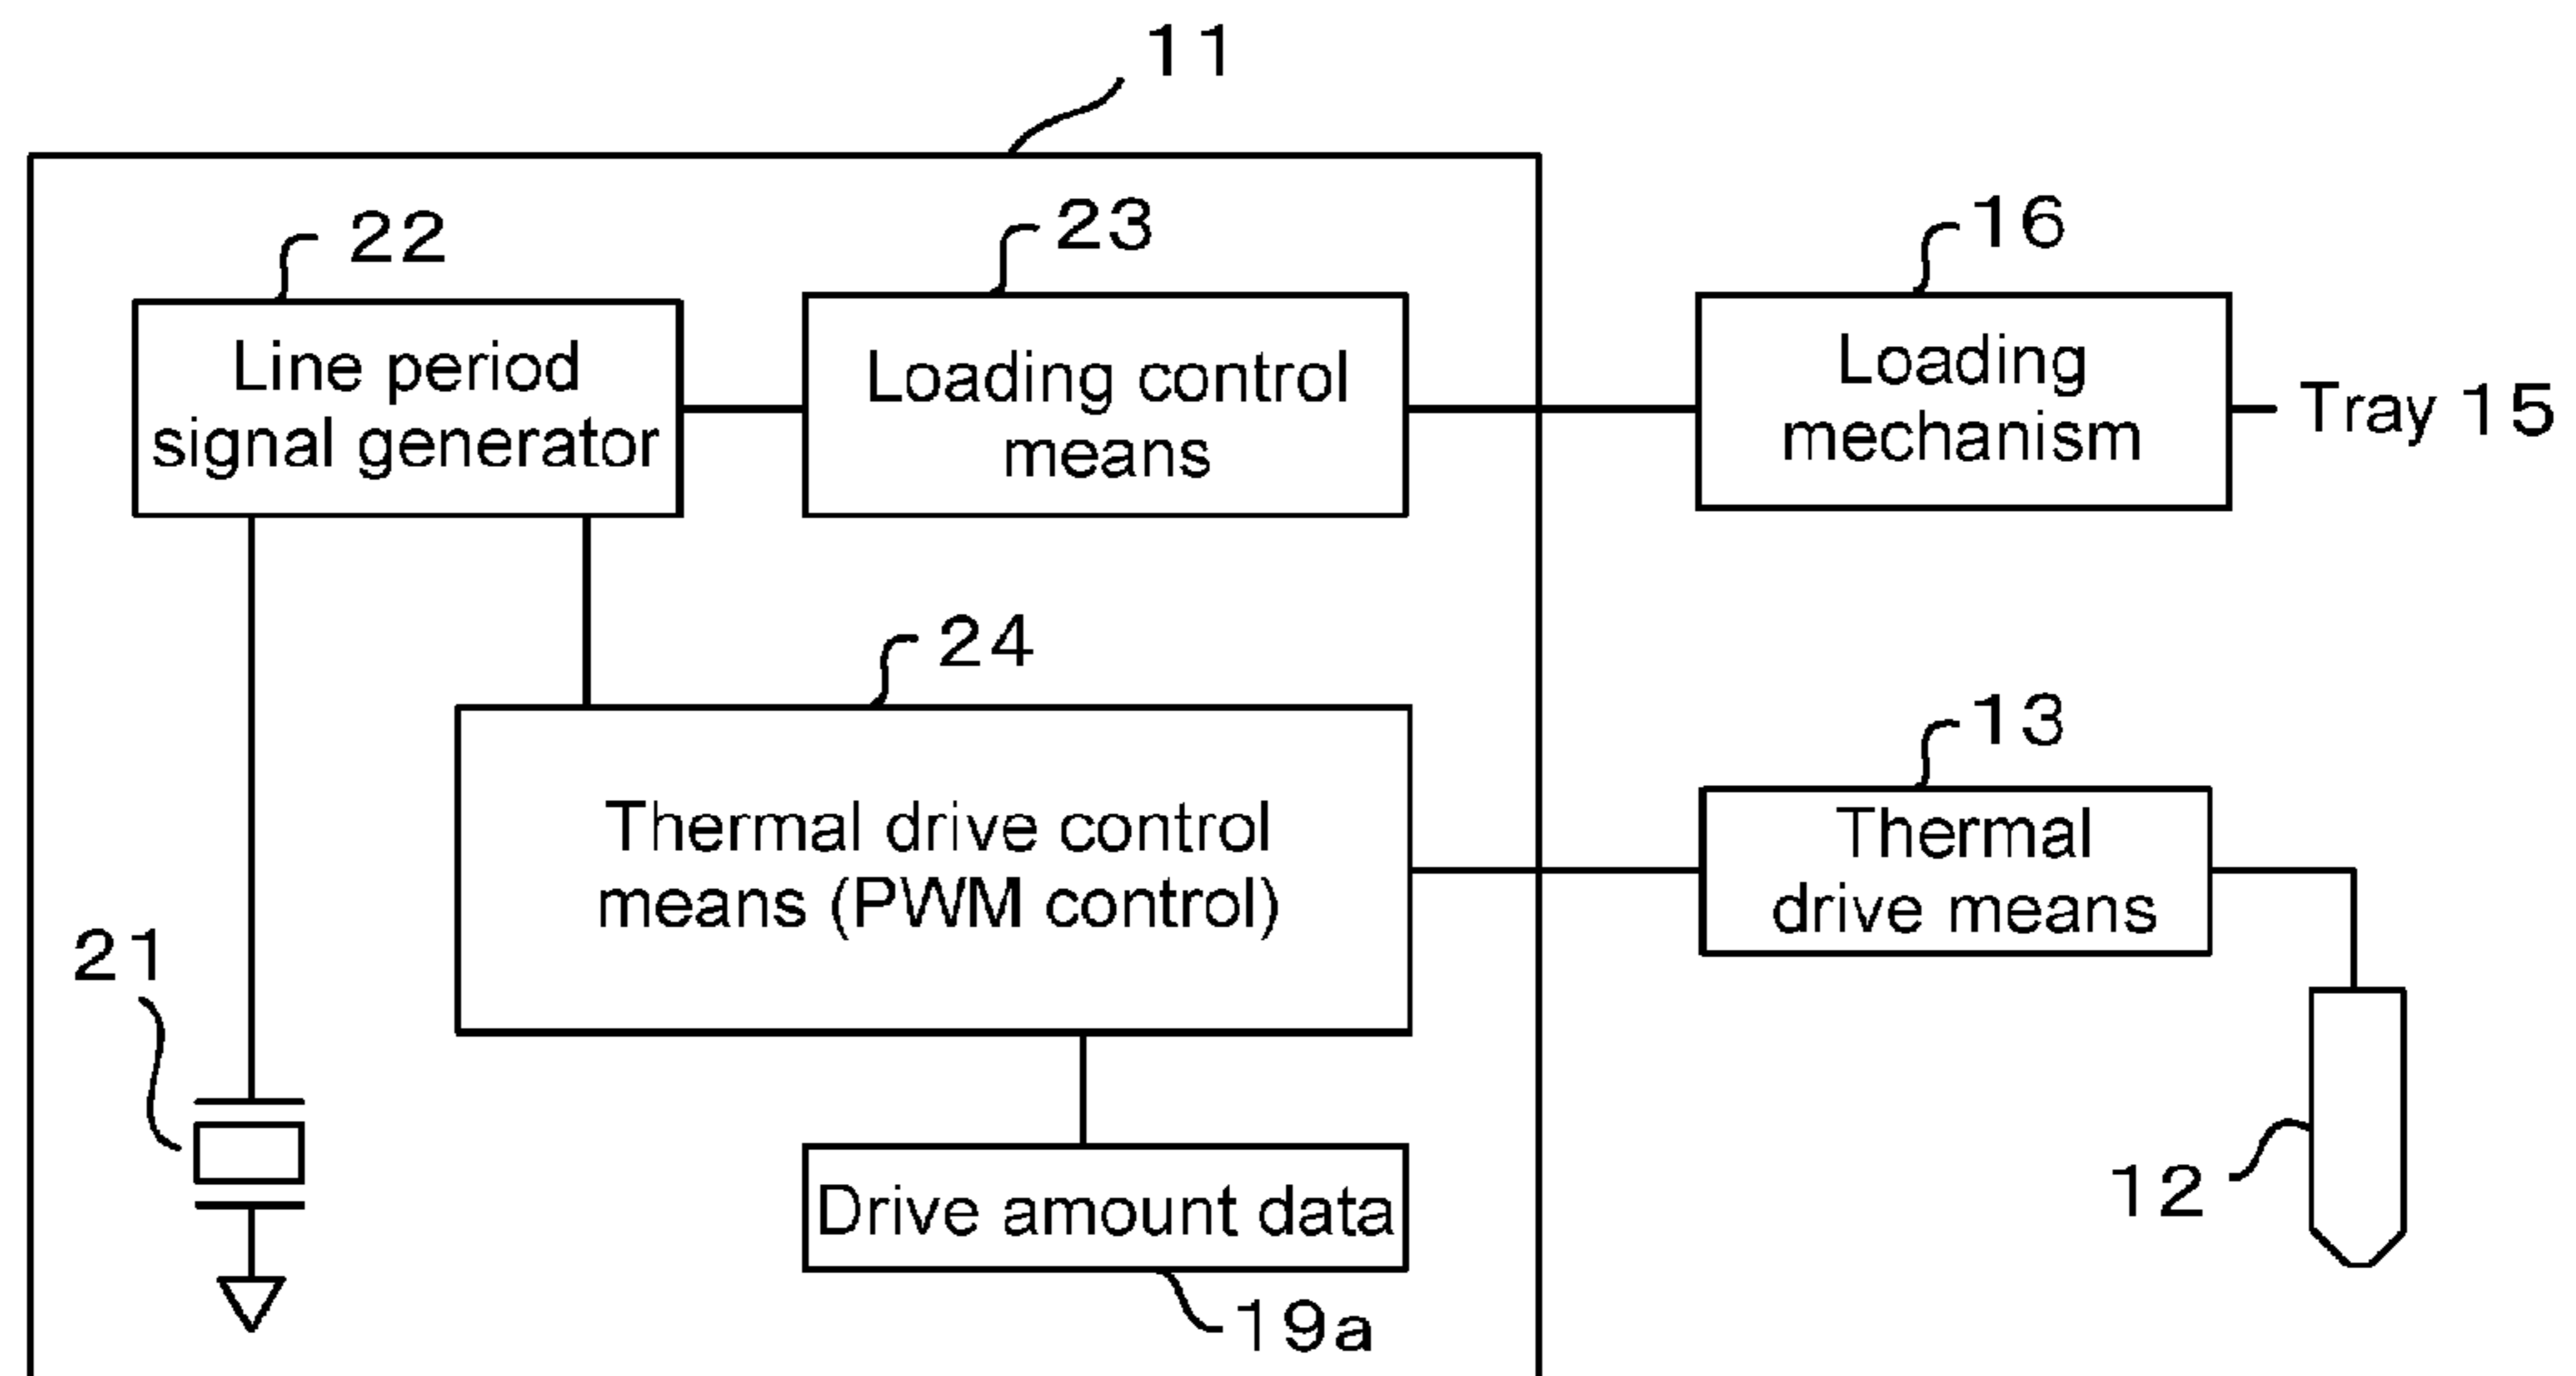 11
22
23
16
Line period
signal generator
Loading control
means
Loading
mechanism
Tray 15
24
13
Thermal drive control
means (PWM control)
Thermal
drive means
21
12
Drive amount data
19a